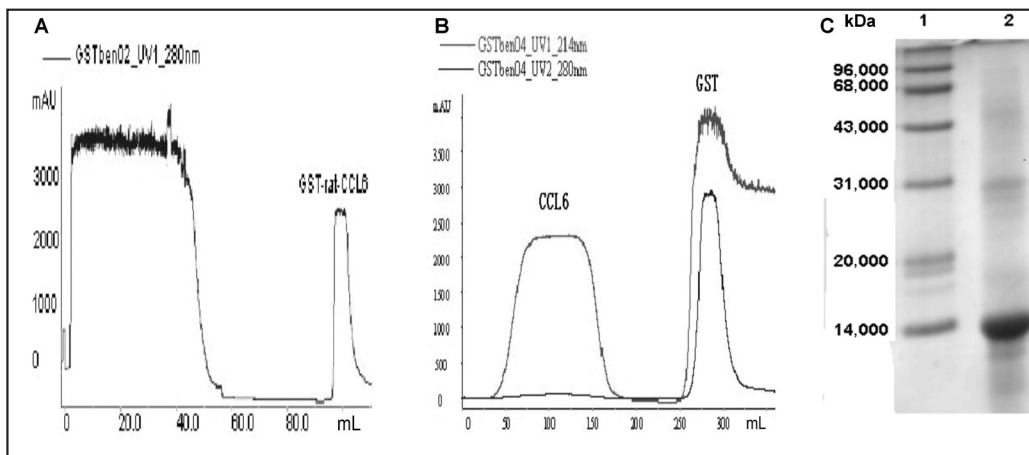 A
GSTben02_UV1_280nm
mAU
3000
2000
1000
0
GST-rat-CCL6
0 20.0 40.0 60.0 80.0 mL
B
GSTben04_UV1_214nm
GSTben04_UV2_280nm
mAU
3500
3000
2500
2000
1500
1000
500
0
CCL6
GST
0 50 100 150 200 250 300 mL
C kDa 1 2
96,000
68,000
43,000
31,000
20,000
14,000